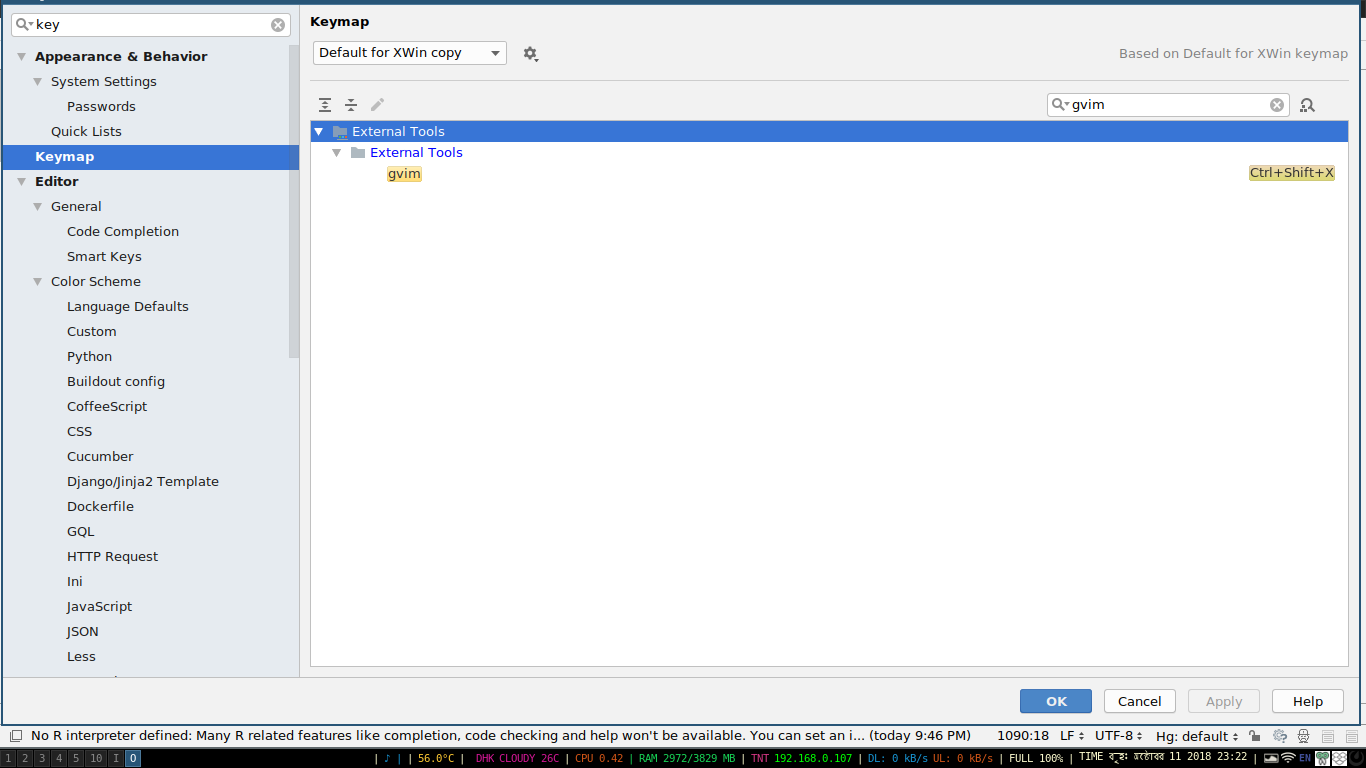 key
Appearance & Behavior
System Settings
Passwords
Quick Lists
Keymap
Editor
General
Code Completion
Smart Keys
Color Scheme
Language Defaults
Custom
Python
Buildout config
CoffeeScript
CSS
Cucumber
Django/Jinja2 Template
Dockerfile
GQL
HTTP Request
Ini
JavaScript
JSON
Less
Keymap
Default for XWin copy
Based on Default for XWin keymap
gvim
External Tools
External Tools
gvim Ctrl+Shift+X
OK Cancel Apply Help
No R interpreter defined: Many R related features like completion, code checking and help won't be available. You can set an i... (today 9:46 PM) 1090:18 LF UTF-8 Hg: default
1 2 3 4 5 10 I O | ♪ | | 56.0°C | DHK CLOUDY 26C | CPU 0.42 | RAM 2972/3829 MB | TNT 192.168.0.107 | DL: 0 kB/s UL: 0 kB/s | FULL 100% | TIME বৃহঃ অক্টোবর 11 2018 23:22 | EN